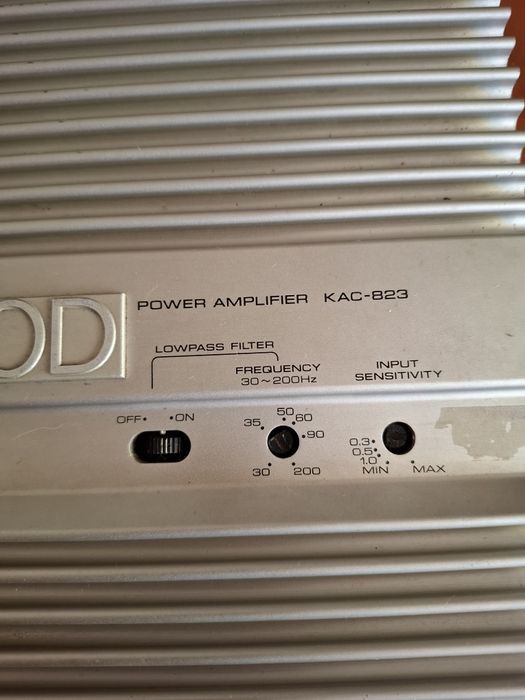 OD
POWER AMPLIFIER KAC-823
LOWPASS FILTER
FREQUENCY
30~200Hz
INPUT
SENSITIVITY
OFF• •ON
35 50 60 90
30 200
0.3
0.5
1.0
MIN MAX